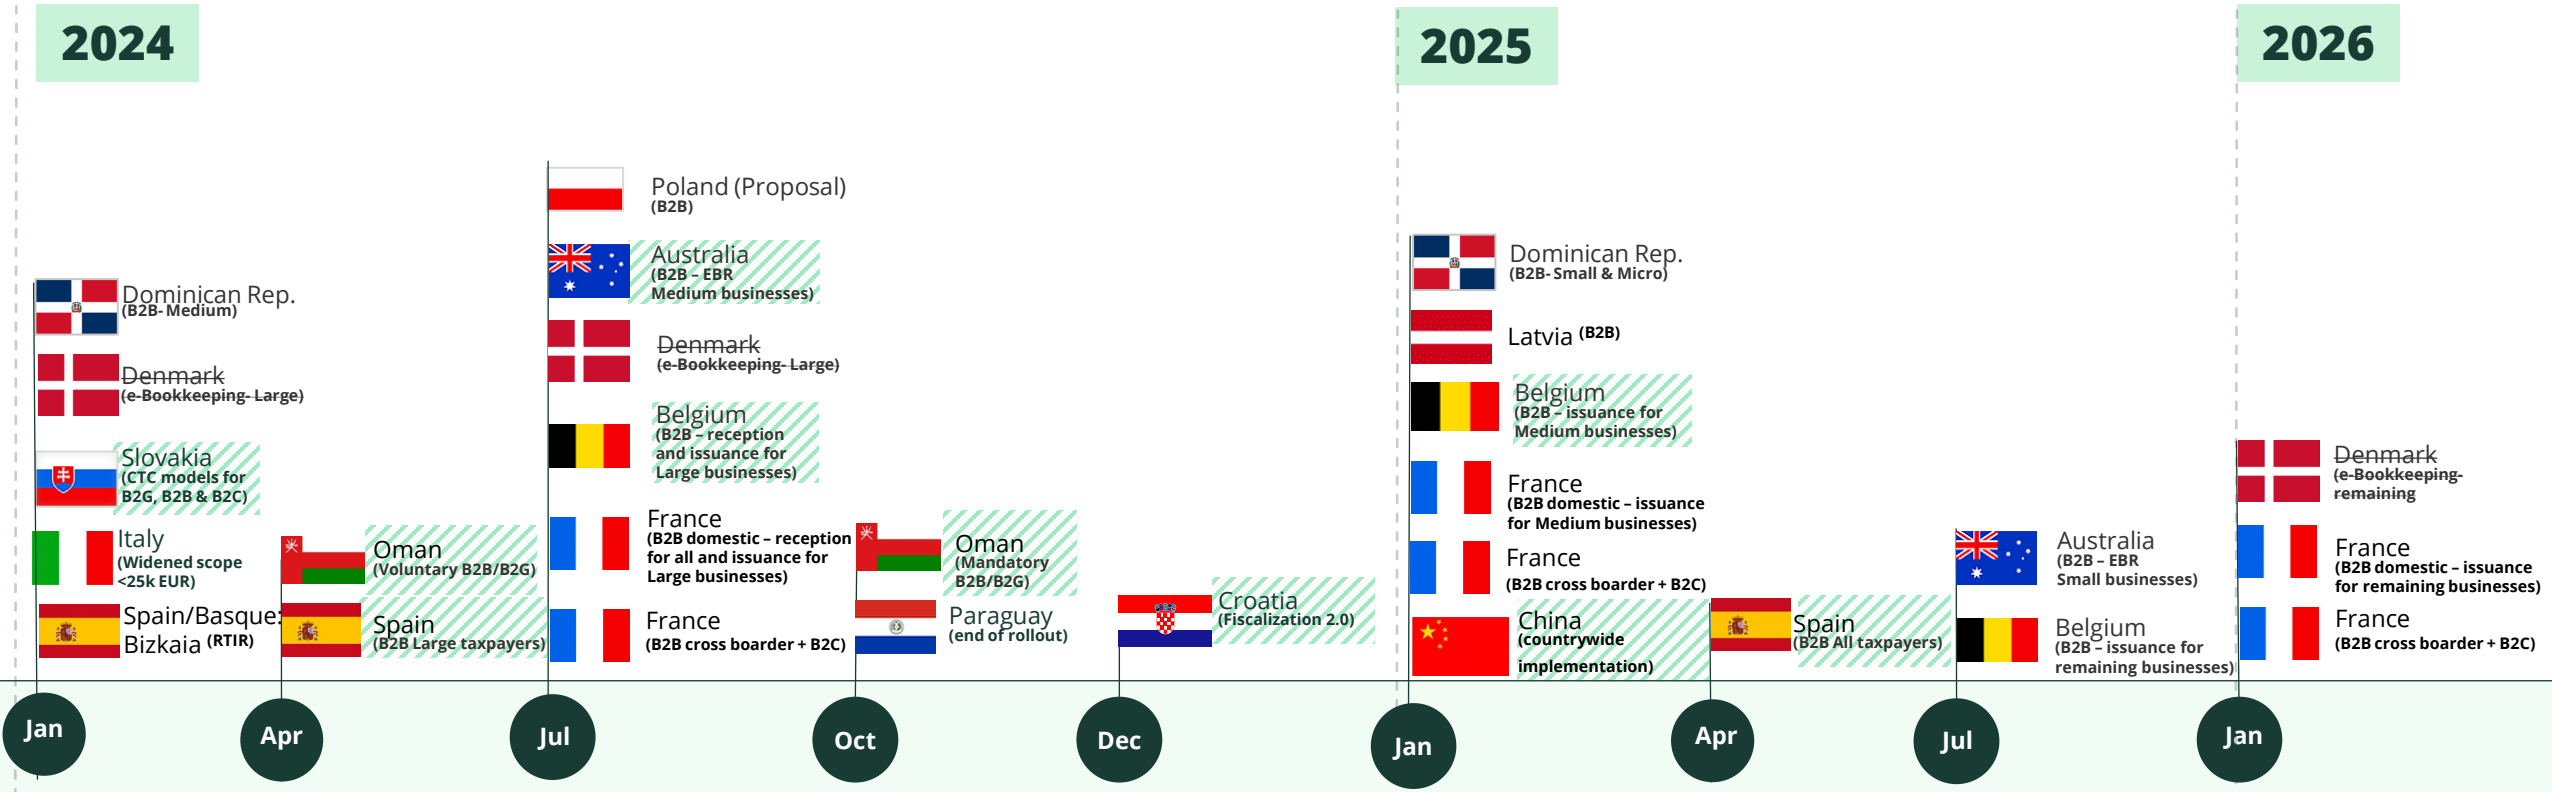 2024
2025
2026
Dominican Rep.
(B2B- Medium)
Denmark
(e-Bookkeeping- Large)
Slovakia
(CTC models for
B2G, B2B & B2C)
Italy
(Widened scope
<25k EUR)
Spain/Basque:
Bizkaia (RTIR)
Oman
(Voluntary B2B/B2G)
Spain
(B2B Large taxpayers)
Poland (Proposal)
(B2B)
Australia
(B2B – EBR
Medium businesses)
Denmark
(e-Bookkeeping- Large)
Belgium
(B2B – reception
and issuance for
Large businesses)
France
(B2B domestic – reception
for all and issuance for
Large businesses)
France
(B2B cross boarder + B2C)
Oman
(Mandatory
B2B/B2G)
Paraguay
(end of rollout)
Croatia
(Fiscalization 2.0)
Dominican Rep.
(B2B- Small & Micro)
Latvia (B2B)
Belgium
(B2B – issuance for
Medium businesses)
France
(B2B domestic – issuance
for Medium businesses)
France
(B2B cross boarder + B2C)
China
(countrywide
implementation)
Spain
(B2B All taxpayers)
Australia
(B2B – EBR
Small businesses)
Belgium
(B2B – issuance for
remaining businesses)
Denmark
(e-Bookkeeping-
remaining
France
(B2B domestic – issuance
for remaining businesses)
France
(B2B cross boarder + B2C)
Jan
Apr
Jul
Oct
Dec
Jan
Apr
Jul
Jan